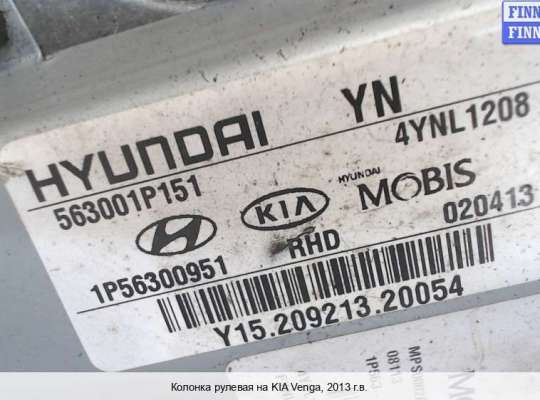 FINN
FINN
HYUNDAI YN
563001P151 4YNL1208
KIA HYUNDAI MOBIS
1P56300951 RHD 020413
Y15.209213.20054
Колонка рулевая на KIA Venga, 2013 г.в.